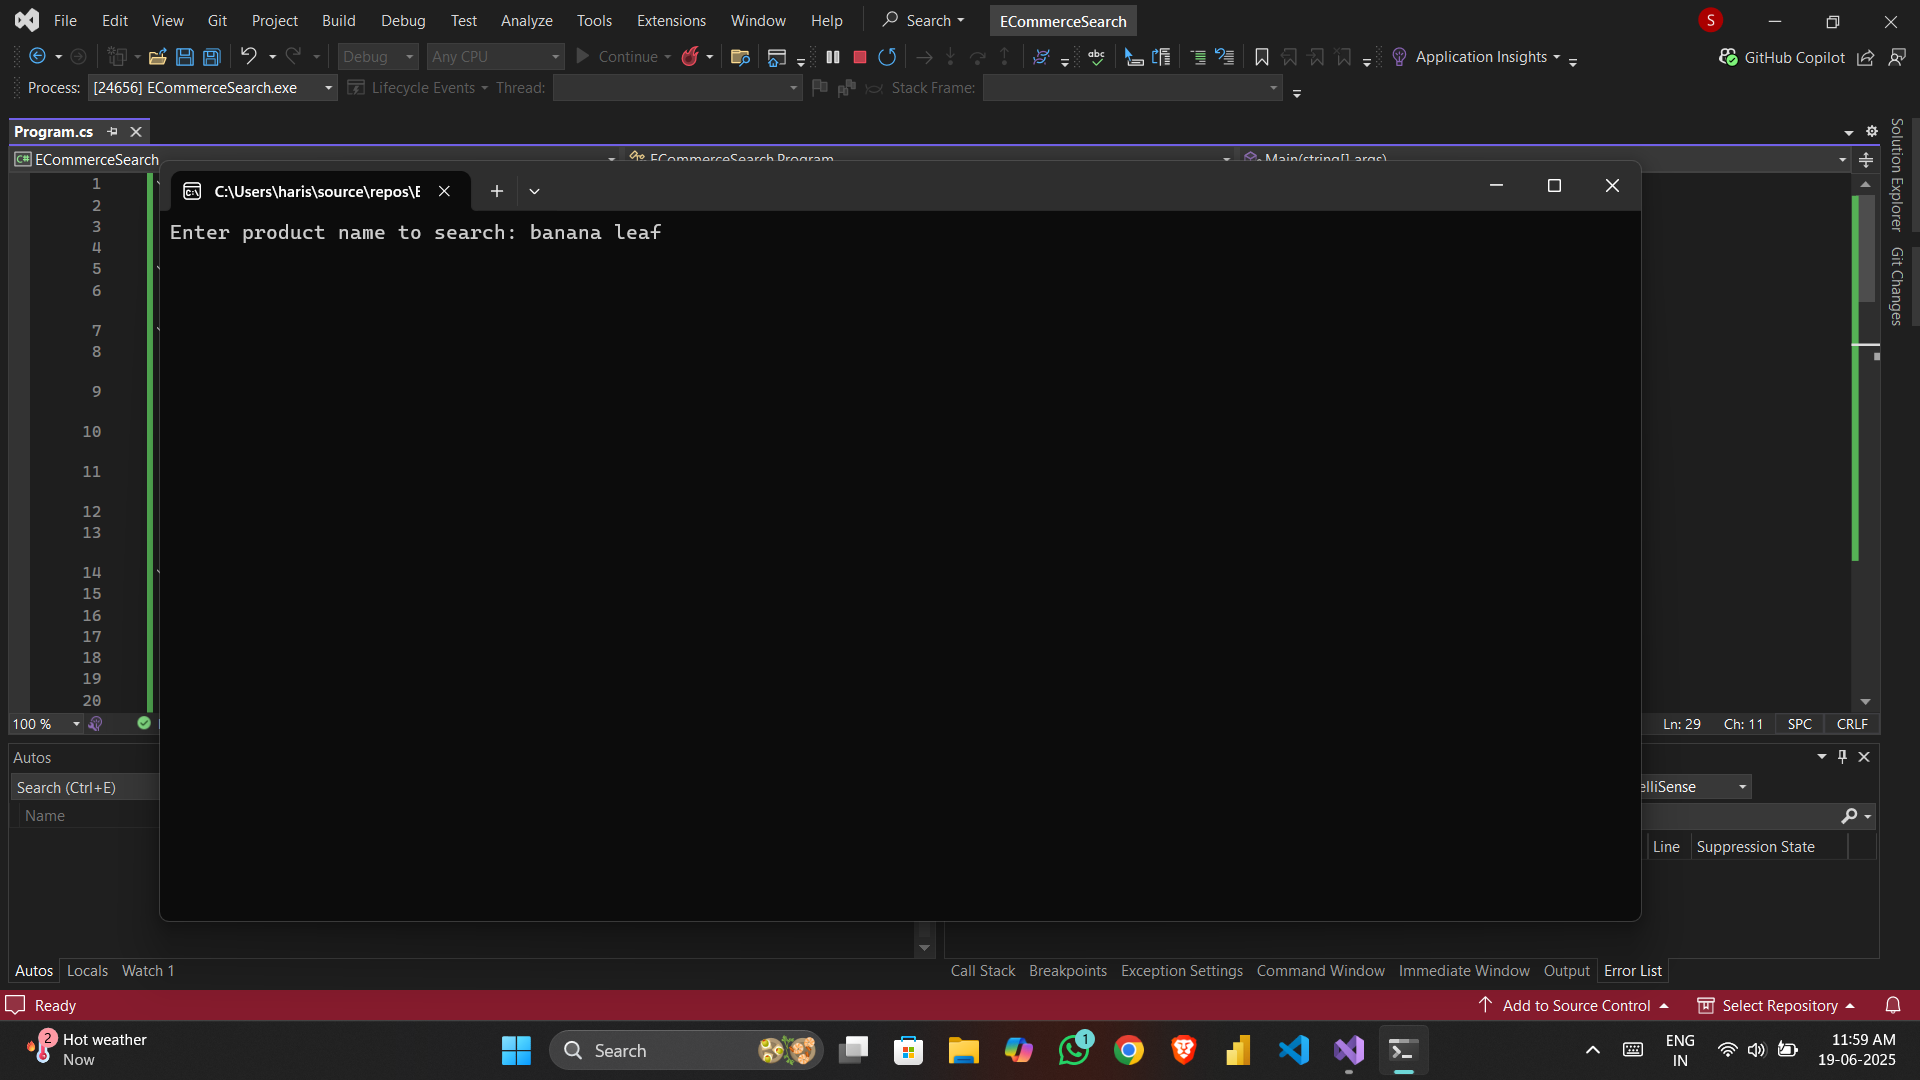 File Edit View Git Project Build Debug Test Analyze Tools Extensions Window Help Search ECommerceSearch S
Debug Any CPU Continue abc Application Insights GitHub Copilot
Process: [24656] ECommerceSearch.exe Lifecycle Events Thread: Stack Frame:
Program.cs
C# ECommerceSearch ECommerceSearch.Program Main(string[] args)
C:\Users\haris\source\repos\E
Enter product name to search: banana leaf
1
2
3
4
5
6
7
8
9
10
11
12
13
14
15
16
17
18
19
20
Solution Explorer
Git Changes
100 % Ln: 29 Ch: 11 SPC CRLF
Autos
Search (Ctrl+E) elliSense
Name
Line Suppression State
Autos Locals Watch 1 Call Stack Breakpoints Exception Settings Command Window Immediate Window Output Error List
Ready Add to Source Control Select Repository
2 Hot weather
Now
Search
1
ENG
IN
11:59 AM
19-06-2025